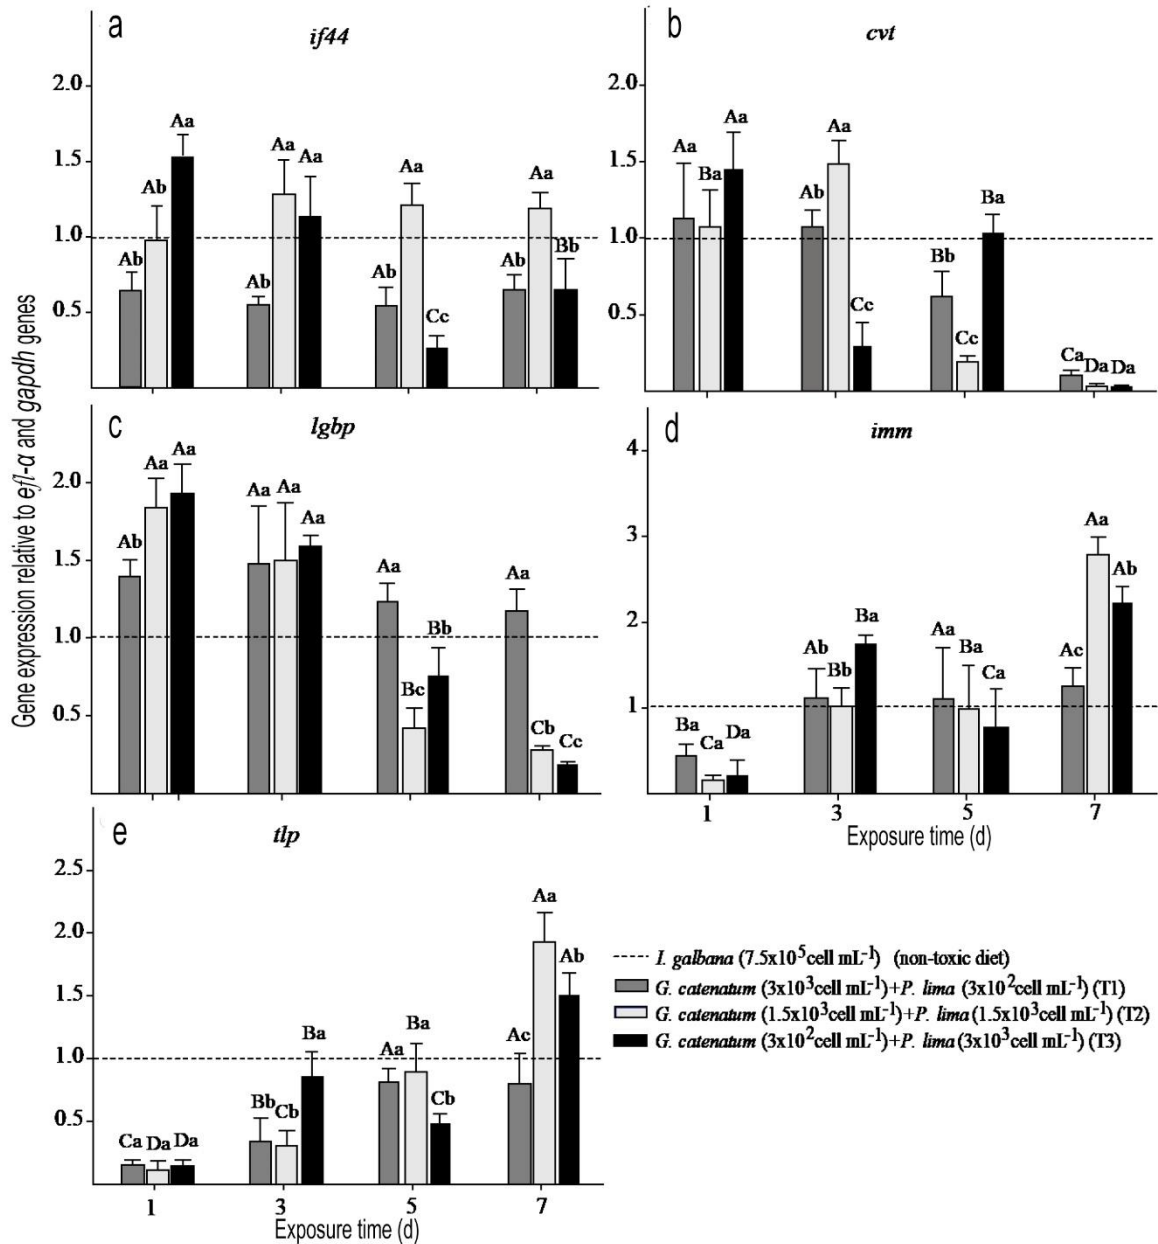 Gene expression relative to ef1-α and gapdh genes
a
if44
2.0
1.5
1.0
0.5
Ab Ab Aa
Ab Aa Aa
Ab Aa Cc
Ab Aa Bb
b
cvt
2.0
1.5
1.0
0.5
Aa Ba Aa
Ab Aa Cc
Bb Cc Ba
Ca Da Da
c
lgbp
2.0
1.5
1.0
0.5
Ab Aa Aa
Aa Aa Aa
Aa Bc Bb
Aa Cb Cc
d
imm
4
3
2
1
Ba Ca Da
Ab Bb Ba
Aa Ba Ca
Ac Aa Ab
1 3 5 7
Exposure time (d)
e
tlp
2.5
2.0
1.5
1.0
0.5
Ca Da Da
Bb Cb Ba
Aa Ba Cb
Ac Aa Ab
1 3 5 7
Exposure time (d)
I. galbana (7.5x10⁵cell mL⁻¹) (non-toxic diet)
G. catenatum (3x10³cell mL⁻¹)+P. lima (3x10²cell mL⁻¹) (T1)
G. catenatum (1.5x10³cell mL⁻¹)+P. lima (1.5x10³cell mL⁻¹) (T2)
G. catenatum (3x10²cell mL⁻¹)+P. lima (3x10³cell mL⁻¹) (T3)